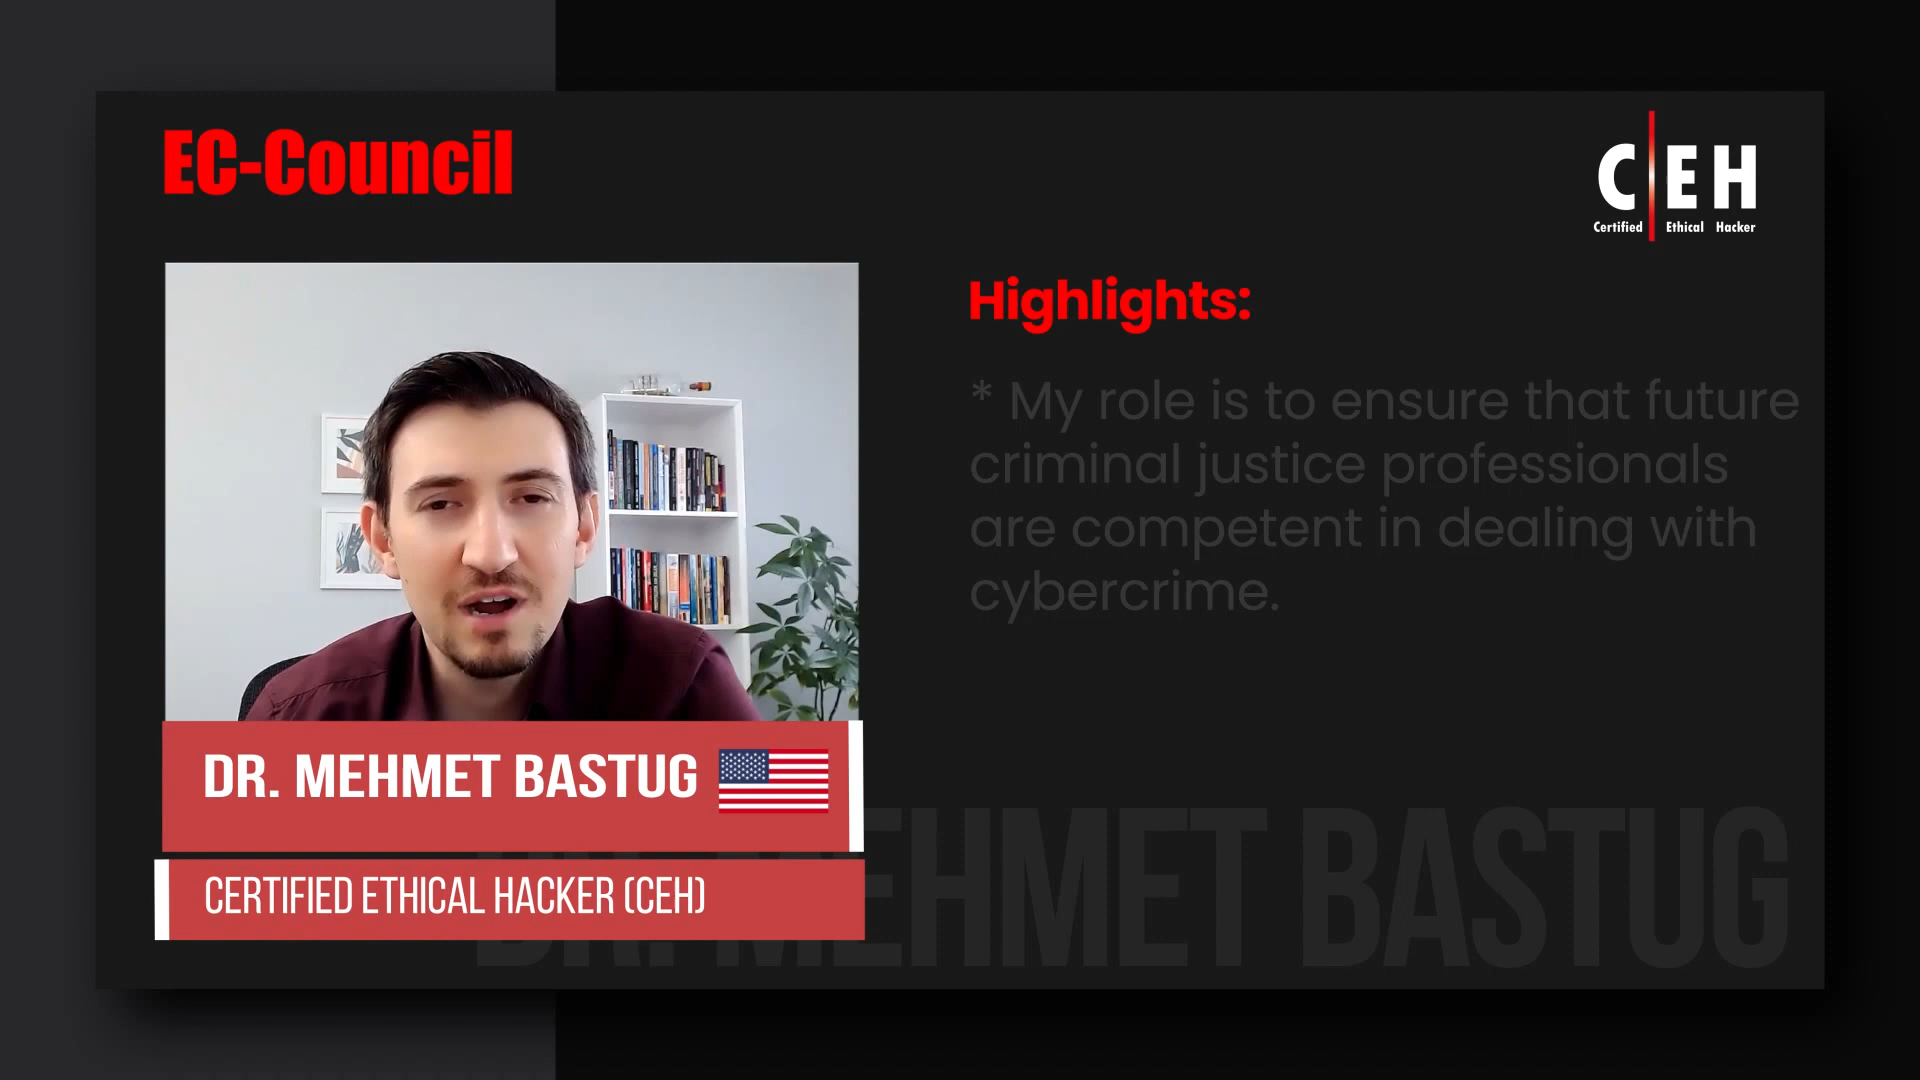 EC-Council
C EH
Certified Ethical Hacker
Highlights:
* My role is to ensure that future
criminal justice professionals
are competent in dealing with
cybercrime.
DR. MEHMET BASTUG
CERTIFIED ETHICAL HACKER (CEH)
DR. MEHMET BASTUG